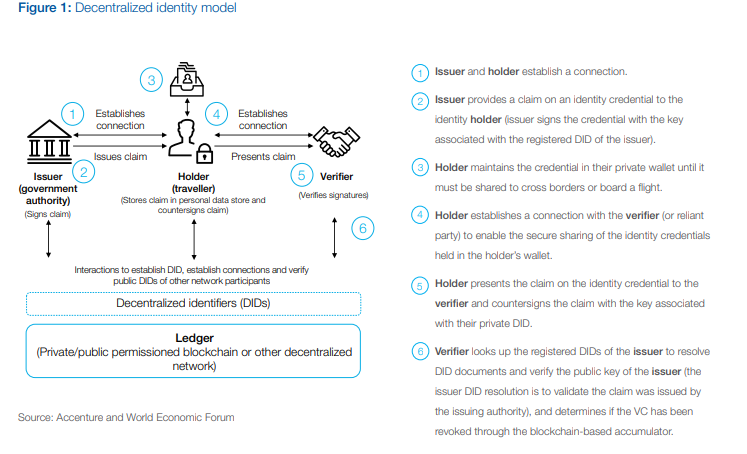 Figure 1: Decentralized identity model
3
1
Establishes
connection
4
Establishes
connection
Issues claim
Presents claim
2
5
Issuer
(government
authority)
(Signs claim)
Holder
(traveller)
(Stores claim in personal data store and
countersigns claim)
Verifier
(Verifies signatures)
6
Interactions to establish DID, establish connections and verify
public DIDs of other network participants
Decentralized identifiers (DIDs)
Ledger
(Private/public permissioned blockchain or other decentralized
network)
Source: Accenture and World Economic Forum
1 Issuer and holder establish a connection.
2 Issuer provides a claim on an identity credential to the
identity holder (issuer signs the credential with the key
associated with the registered DID of the issuer).
3 Holder maintains the credential in their private wallet until it
must be shared to cross borders or board a flight.
4 Holder establishes a connection with the verifier (or reliant
party) to enable the secure sharing of the identity credentials
held in the holder's wallet.
5 Holder presents the claim on the identity credential to the
verifier and countersigns the claim with the key associated
with their private DID.
6 Verifier looks up the registered DIDs of the issuer to resolve
DID documents and verify the public key of the issuer (the
issuer DID resolution is to validate the claim was issued by
the issuing authority), and determines if the VC has been
revoked through the blockchain-based accumulator.